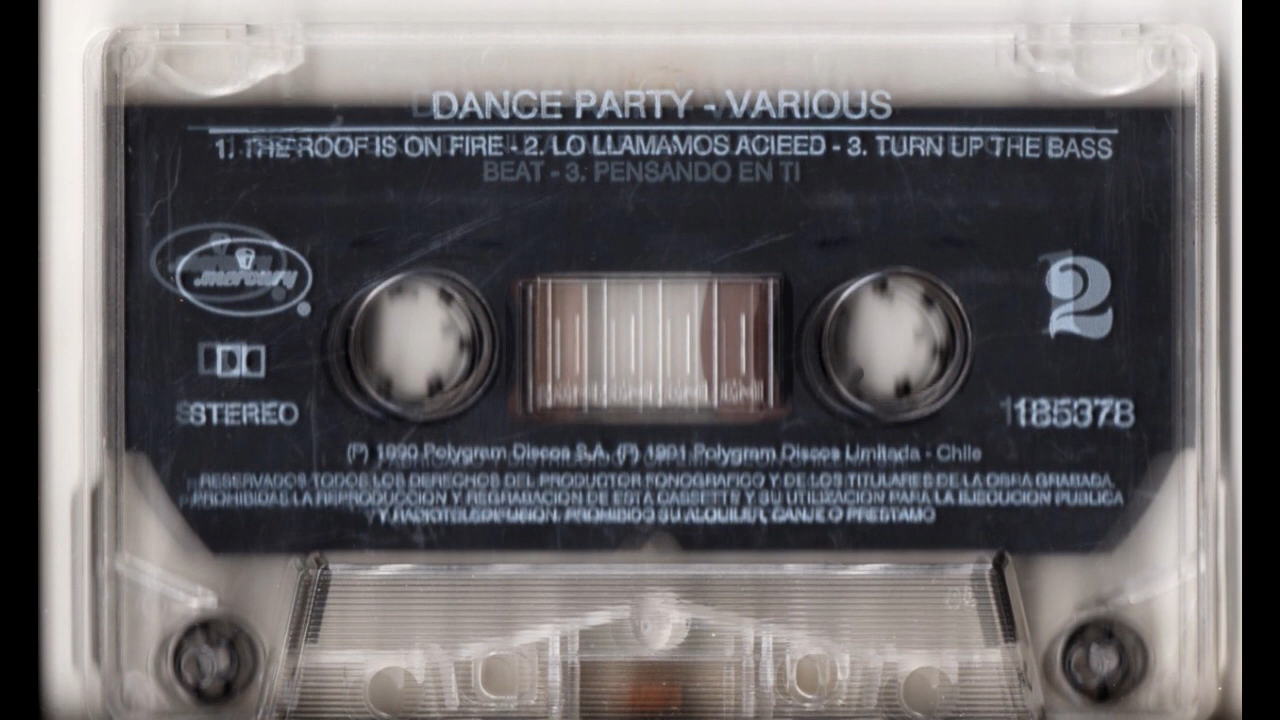 DANCE PARTY - VARIOUS
1. THE ROOF IS ON FIRE - 2. LO LLAMAMOS ACIEED - 3. TURN UP THE BASS
BEAT - 3. PENSANDO EN TI
mercury
2
STEREO
185378
(P) 1990 Polygram Discos S.A. (P) 1991 Polygram Discos Limitada - Chile
RESERVADOS TODOS LOS DERECHOS DEL PRODUCTOR FONOGRAFICO Y DE LOS TITULARES DE LA OBRA GRABADA.
PROHIBIDAS LA REPRODUCCION Y REGRABACION DE ESTA CASSETTE Y SU UTILIZACION PARA LA EJECUCION PUBLICA
Y RADIOTELEDIFUSION. PROHIBIDO SU ALQUILER, CANJE O PRESTAMO